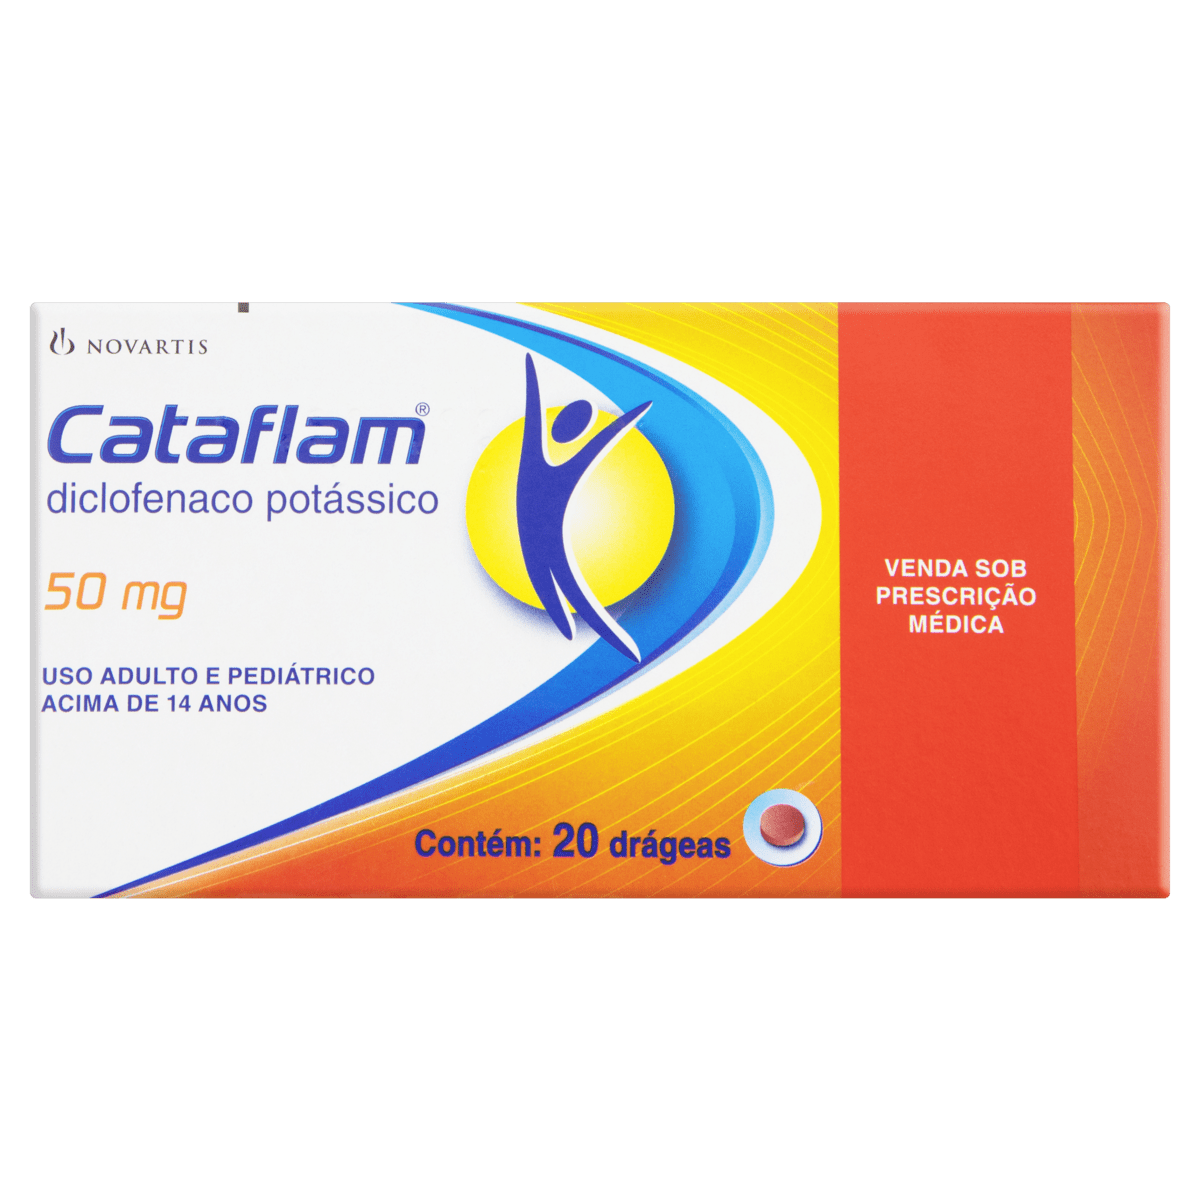 NOVARTIS
Cataflam®
diclofenaco potássico
50 mg
USO ADULTO E PEDIÁTRICO
ACIMA DE 14 ANOS
Contém: 20 drágeas
VENDA SOB
PRESCRIÇÃO
MÉDICA